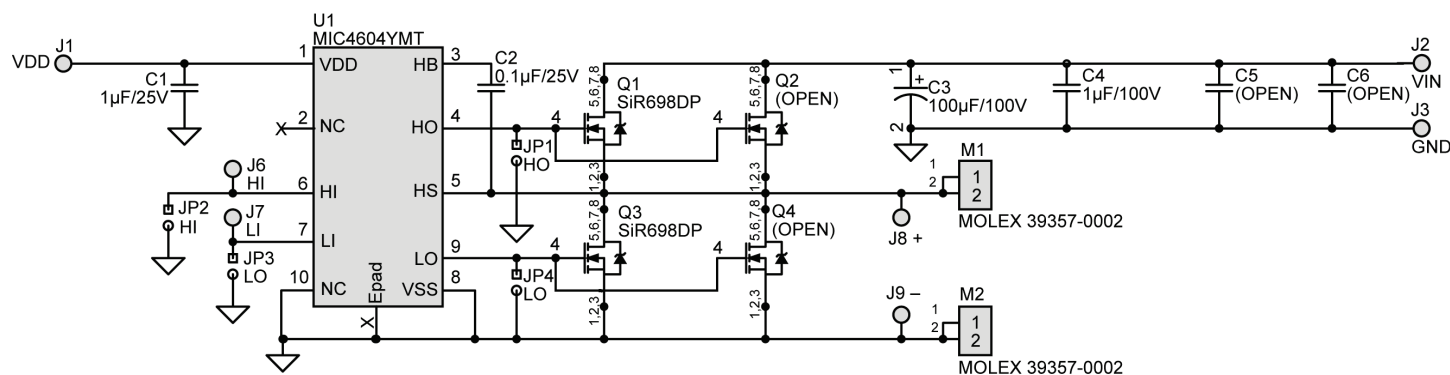 U1
MIC4604YMT
J1
VDD
1
VDD
HB
3
C2
0.1µF/25V
C1
1µF/25V
2
X
NC
HO
4
JP1
HO
4
Q1
SiR698DP
5,6,7,8
1,2,3
4
Q2
(OPEN)
5,6,7,8
1,2,3
1
+
C3
100µF/100V
2
C4
1µF/100V
C5
(OPEN)
C6
(OPEN)
J2
VIN
J3
GND
J6
HI
6
HI
HS
5
JP2
HI
J7
LI
7
LI
LO
9
JP3
LO
JP4
LO
4
Q3
SiR698DP
5,6,7,8
1,2,3
4
Q4
(OPEN)
5,6,7,8
1,2,3
M1
1
2
1
2
MOLEX 39357-0002
J8 +
10
NC
Epad
X
VSS
8
J9 –
M2
1
2
1
2
MOLEX 39357-0002